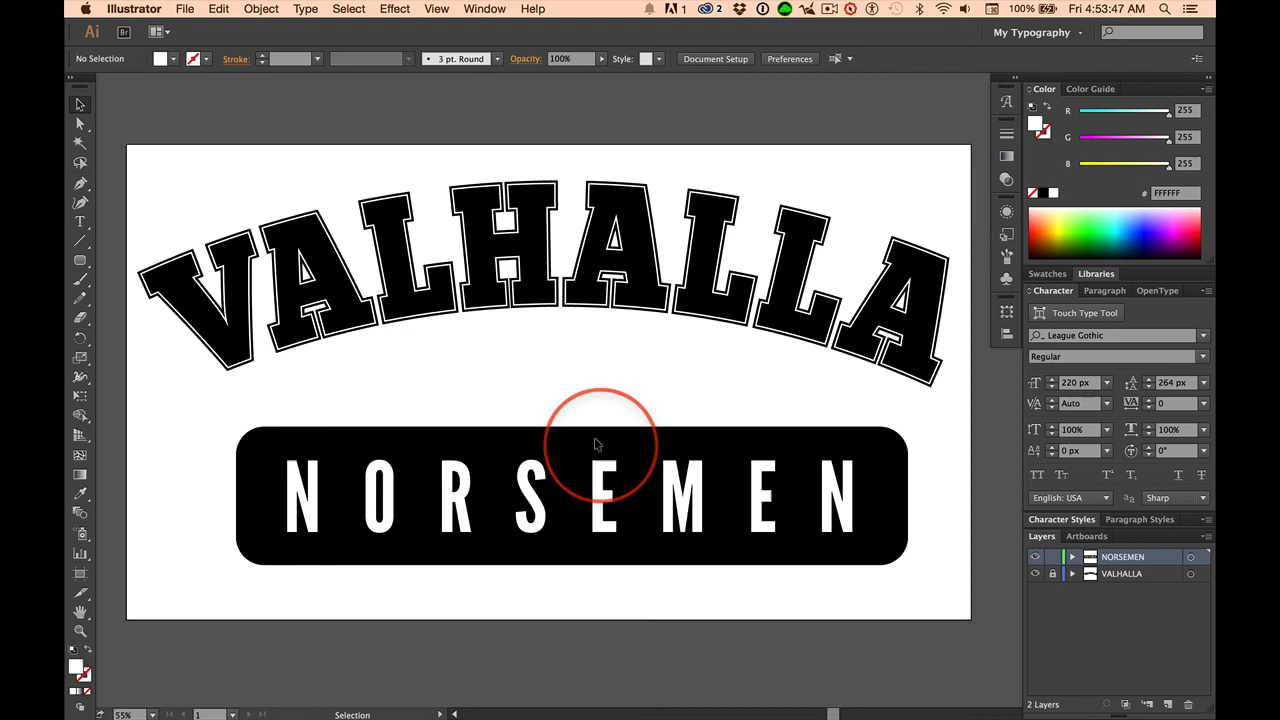 Illustrator File Edit Object Type Select Effect View Window Help 1 2 100% Fri 4:53:47 AM
Ai Br My Typography
No Selection Stroke: 3 pt. Round Opacity: 100% Style: Document Setup Preferences
Color Color Guide
R 255
G 255
B 255
# FFFFFF
Swatches Libraries
Character Paragraph OpenType
Touch Type Tool
League Gothic
Regular
220 px 264 px
Auto 0
100% 100%
0 px 0°
English: USA Sharp
Character Styles Paragraph Styles
Layers Artboards
NORSEMEN
VALHALLA
2 Layers
VALHALLA
NORSEMEN
55% 1 Selection